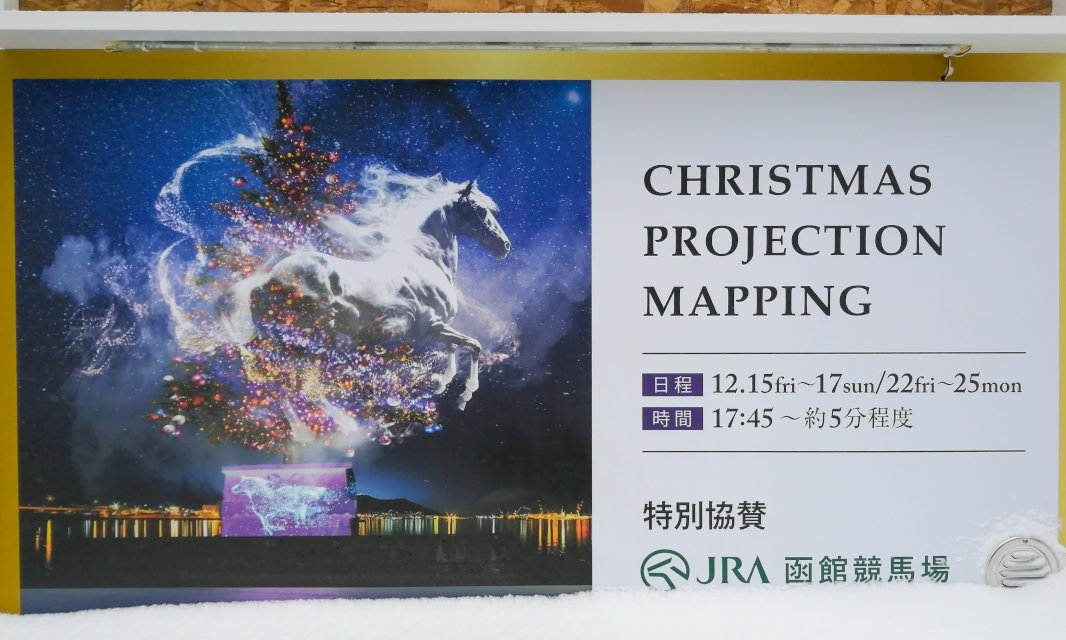 CHRISTMAS
PROJECTION
MAPPING
日程 12.15fri~17sun/22fri~25mon
時間 17:45 ~約5分程度
特別協賛
JRA 函館競馬場